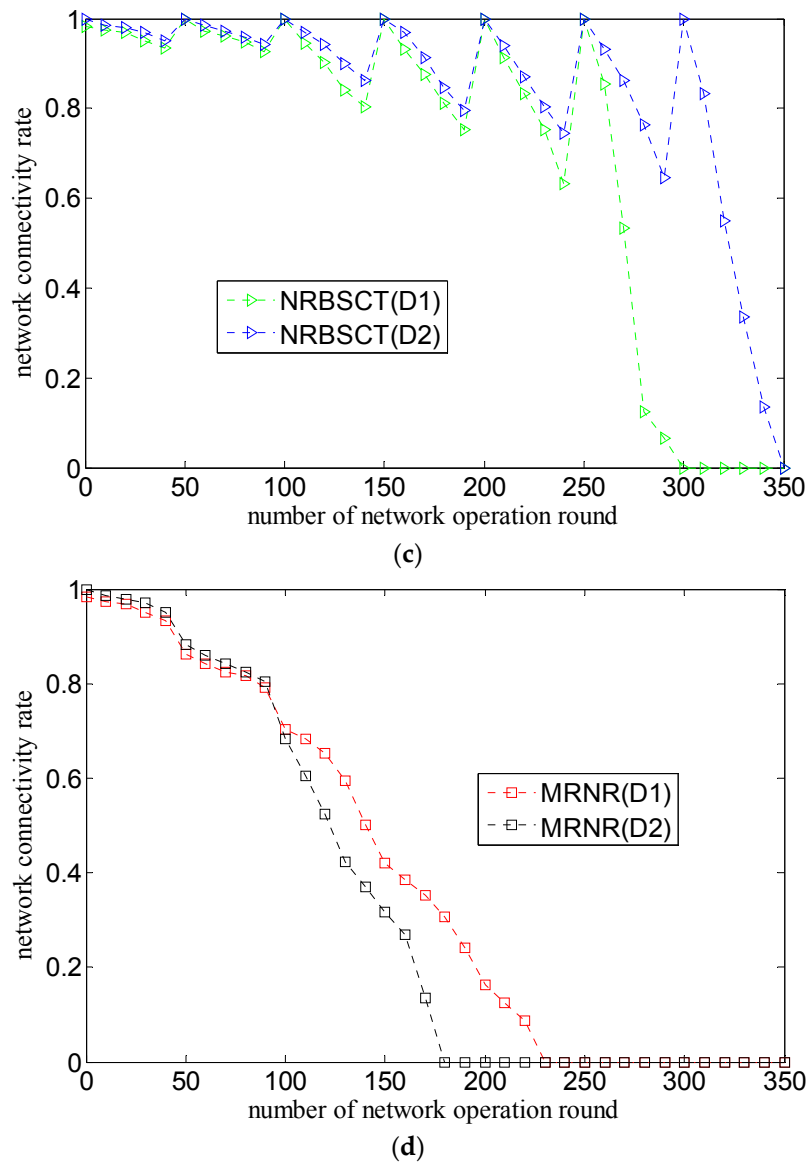 1
0.8
0.6
0.4
0.2
0
network connectivity rate
NRBSCT(D1)
NRBSCT(D2)
0 50 100 150 200 250 300 350
number of network operation round
(c)
1
0.8
0.6
0.4
0.2
0
network connectivity rate
MRNR(D1)
MRNR(D2)
0 50 100 150 200 250 300 350
number of network operation round
(d)